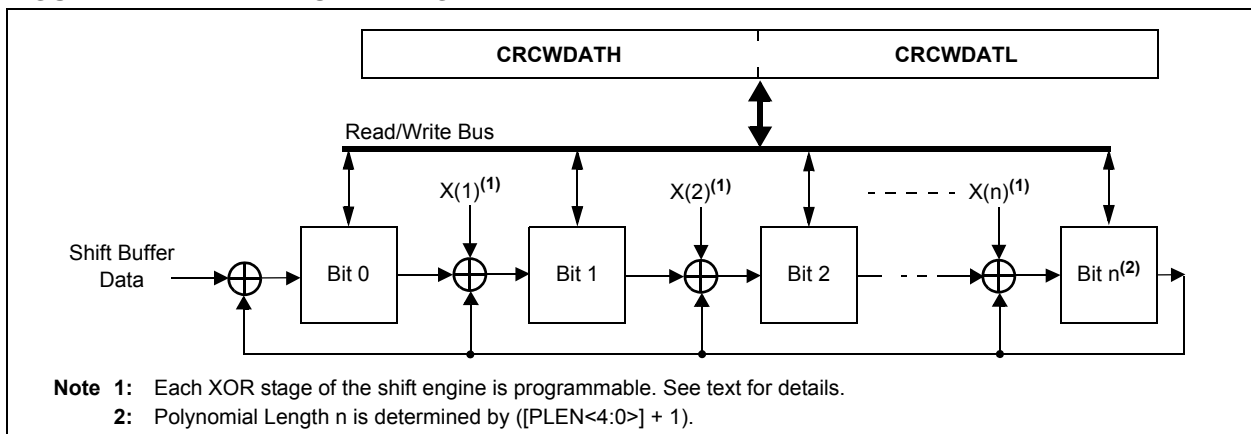 CRCWDATH CRCWDATL
Read/Write Bus
X(1)(1) X(2)(1) X(n)(1)
Shift Buffer
Data
Bit 0 Bit 1 Bit 2 Bit n(2)
Note 1: Each XOR stage of the shift engine is programmable. See text for details.
2: Polynomial Length n is determined by ([PLEN<4:0>] + 1).